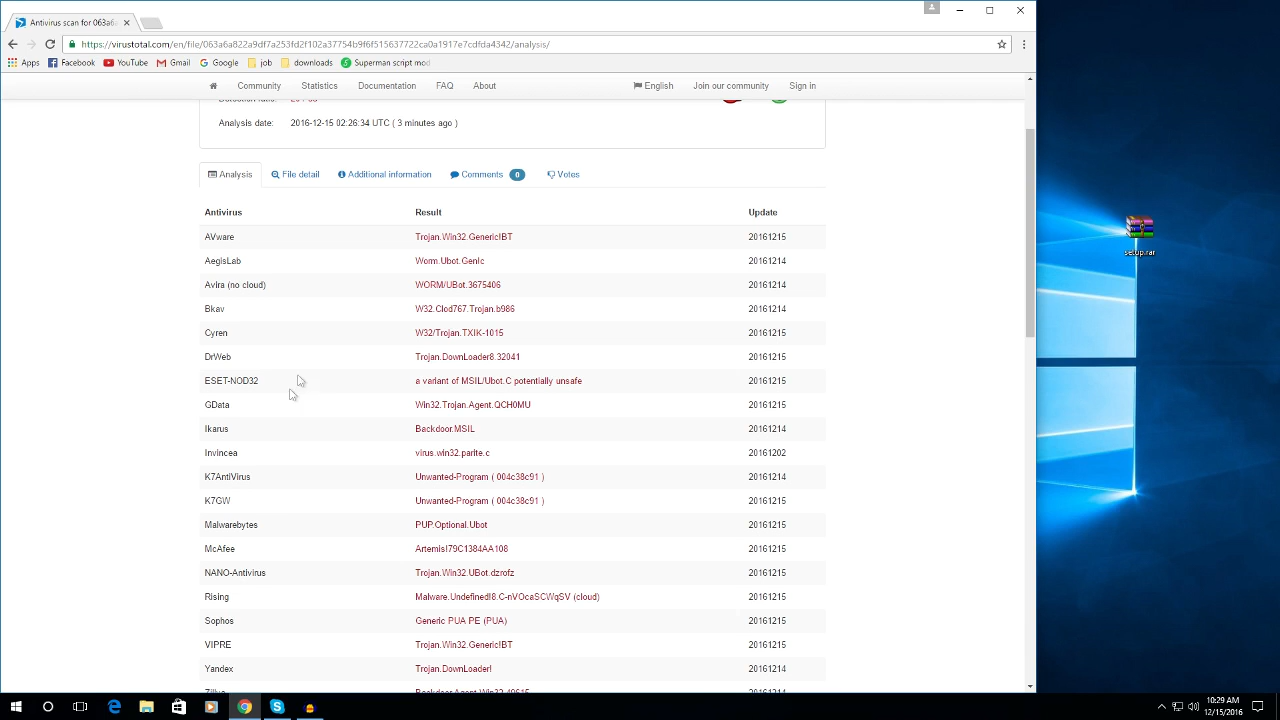 Antivirus scan for 063a6a
https://virustotal.com/en/file/063a6a822a9df7a253fd2f102a37754b9f6f515637722ca0a1917e7cdfda4342/analysis/
Apps Facebook YouTube Gmail Google job downloads Superman script mod
Community Statistics Documentation FAQ About English Join our community Sign in
Analysis date: 2016-12-15 02:26:34 UTC ( 3 minutes ago )
Analysis File detail Additional information Comments 0 Votes
Antivirus Result Update
AVware Trojan.Win32.Generic!BT 20161215
AegisLab Worm.Ubot.Gen!c 20161214
Avira (no cloud) WORM/UBot.3675406 20161214
Bkav W32.Clod767.Trojan.b986 20161214
Cyren W32/Trojan.TXIK-1015 20161215
DrWeb Trojan.DownLoader8.32041 20161215
ESET-NOD32 a variant of MSIL/Ubot.C potentially unsafe 20161215
GData Win32.Trojan.Agent.QCH0MU 20161215
Ikarus Backdoor.MSIL 20161214
Invincea virus.win32.parite.c 20161202
K7AntiVirus Unwanted-Program ( 004c38c91 ) 20161214
K7GW Unwanted-Program ( 004c38c91 ) 20161215
Malwarebytes PUP.Optional.Ubot 20161215
McAfee Artemis!79C1384AA108 20161215
NANO-Antivirus Trojan.Win32.UBot.dzrofz 20161215
Rising Malware.Undefined!8.C-nVOcaSCWqSV (cloud) 20161215
Sophos Generic PUA PE (PUA) 20161215
VIPRE Trojan.Win32.Generic!BT 20161215
Yandex Trojan.DownLoader! 20161214
setup.rar
10:29 AM
12/15/2016